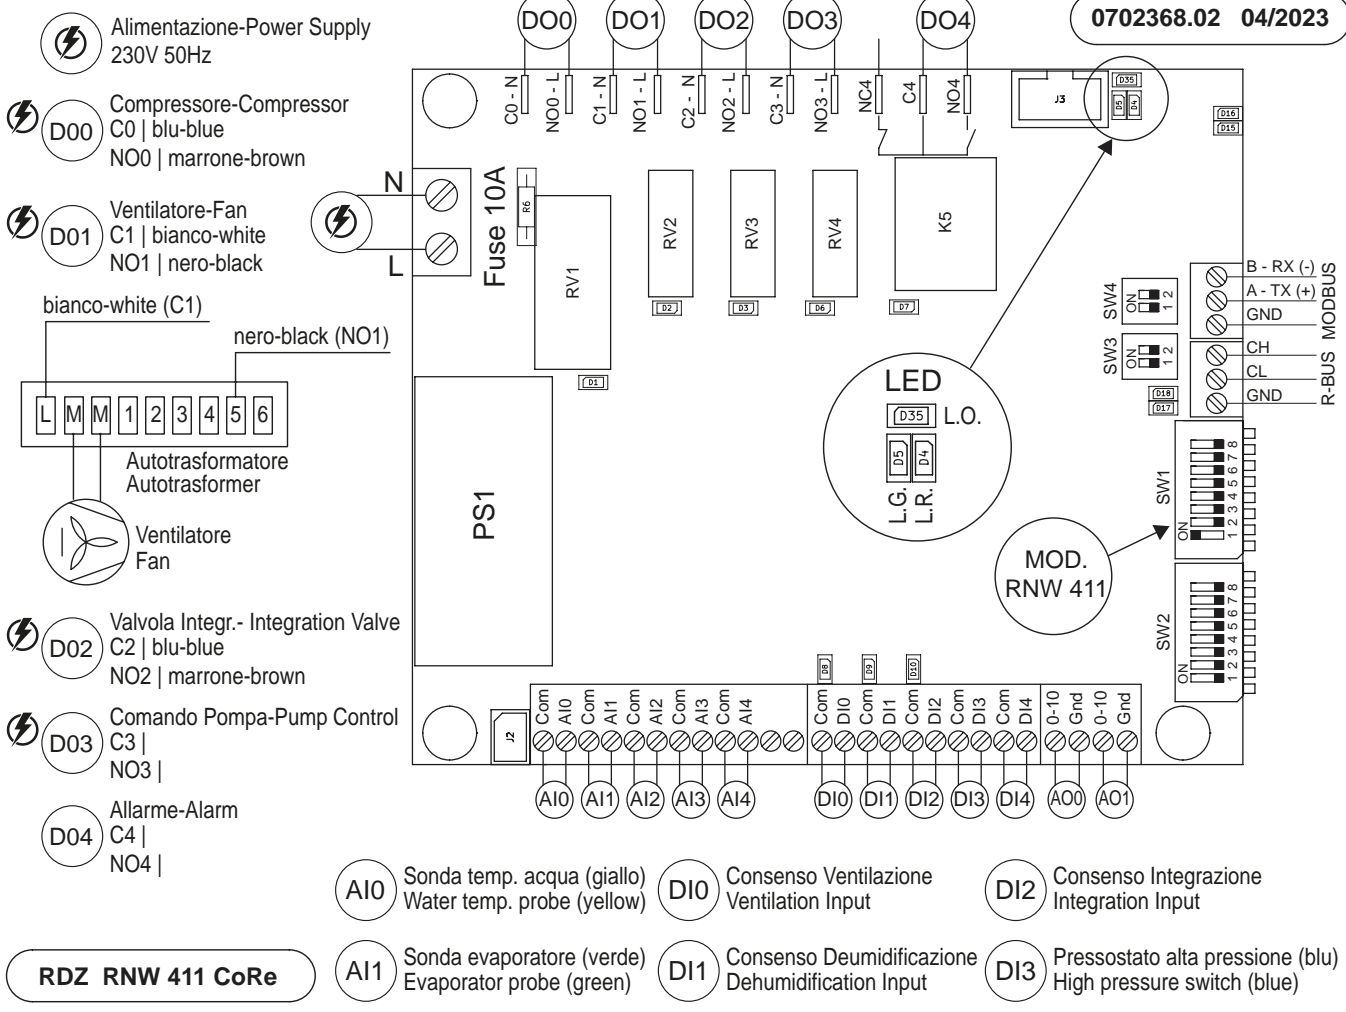 Alimentazione-Power Supply
230V 50Hz
D00
Compressore-Compressor
C0 | blu-blue
NO0 | marrone-brown
D01
Ventilatore-Fan
C1 | bianco-white
NO1 | nero-black
bianco-white (C1)
nero-black (NO1)
L M M 1 2 3 4 5 6
Autotrasformatore
Autotrasformer
Ventilatore
Fan
D02
Valvola Integr.- Integration Valve
C2 | blu-blue
NO2 | marrone-brown
D03
Comando Pompa-Pump Control
C3 |
NO3 |
D04
Allarme-Alarm
C4 |
NO4 |
RDZ RNW 411 CoRe
0702368.02 04/2023
DO0 DO1 DO2 DO3 DO4
C0 - N
NO0 - L
C1 - N
NO1 - L
C2 - N
NO2 - L
C3 - N
NO3 - L
NC4
C4
NO4
J3
D35
D5
D4
D16
D15
N
L
Fuse 10A
R6
RV1
RV2
RV3
RV4
K5
D2
D3
D6
D7
D1
PS1
LED
D35 L.O.
D5
D4
L.G.
L.R.
MOD.
RNW 411
SW4
ON
1 2
SW3
ON
1 2
B - RX (-)
A - TX (+)
GND
MODBUS
CH
CL
GND
R-BUS
D18
D17
SW1
ON
1 2 3 4 5 6 7 8
SW2
ON
1 2 3 4 5 6 7 8
D8
D9
D10
J2
Com
AI0
Com
AI1
Com
AI2
Com
AI3
Com
AI4
Com
DI0
Com
DI1
Com
DI2
Com
DI3
Com
DI4
0-10
Gnd
0-10
Gnd
AI0 AI1 AI2 AI3 AI4 DI0 DI1 DI2 DI3 DI4 AO0 AO1
AI0
Sonda temp. acqua (giallo)
Water temp. probe (yellow)
DI0
Consenso Ventilazione
Ventilation Input
DI2
Consenso Integrazione
Integration Input
AI1
Sonda evaporatore (verde)
Evaporator probe (green)
DI1
Consenso Deumidificazione
Dehumidification Input
DI3
Pressostato alta pressione (blu)
High pressure switch (blue)